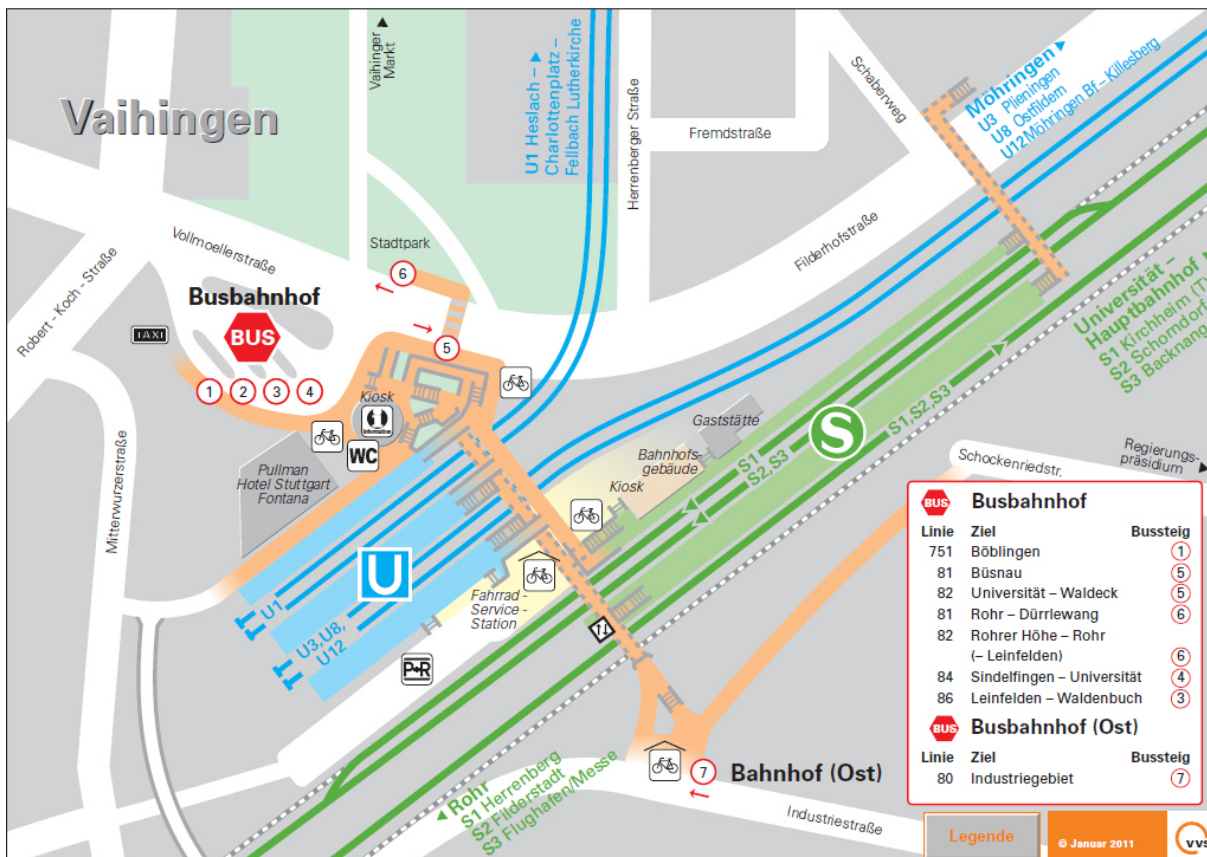 Vaihingen
Vaihinger
Markt
U1 Heslach –
Charlottenplatz –
Fellbach Lutherkirche
Herrenberger Straße
Fremdstraße
Schaberweg
Möhringen
U3 Plieningen
U8 Ostfildern
U12 Möhringen Bf – Killesberg
Vollmoellerstraße
Stadtpark
Filderhofstraße
Robert - Koch - Straße
Busbahnhof
BUS
TAXI
6
5
1
2
3
4
Kiosk
Information
WC
Pullman
Hotel Stuttgart
Fontana
Mitterwurzerstraße
Gaststätte
Bahnhofs-
gebäude
Kiosk
S
S1
S2,S3
S1,S2,S3
Universität –
Hauptbahnhof
S1 Kirchheim (T)
S2 Schorndorf
S3 Backnang
Regierungs-
präsidium
Schockenriedstr.
U
U1
U3,U8,
U12
Fahrrad -
Service -
Station
P+R
Rohr
S1 Herrenberg
S2 Filderstadt
S3 Flughafen/Messe
7
Bahnhof (Ost)
Industriestraße
BUS Busbahnhof
Linie Ziel Bussteig
751 Böblingen 1
81 Büsnau 5
82 Universität – Waldeck 5
81 Rohr – Dürrlewang 6
82 Rohrer Höhe – Rohr
(– Leinfelden) 6
84 Sindelfingen – Universität 4
86 Leinfelden – Waldenbuch 3
BUS Busbahnhof (Ost)
Linie Ziel Bussteig
80 Industriegebiet 7
Legende
© Januar 2011
vvs